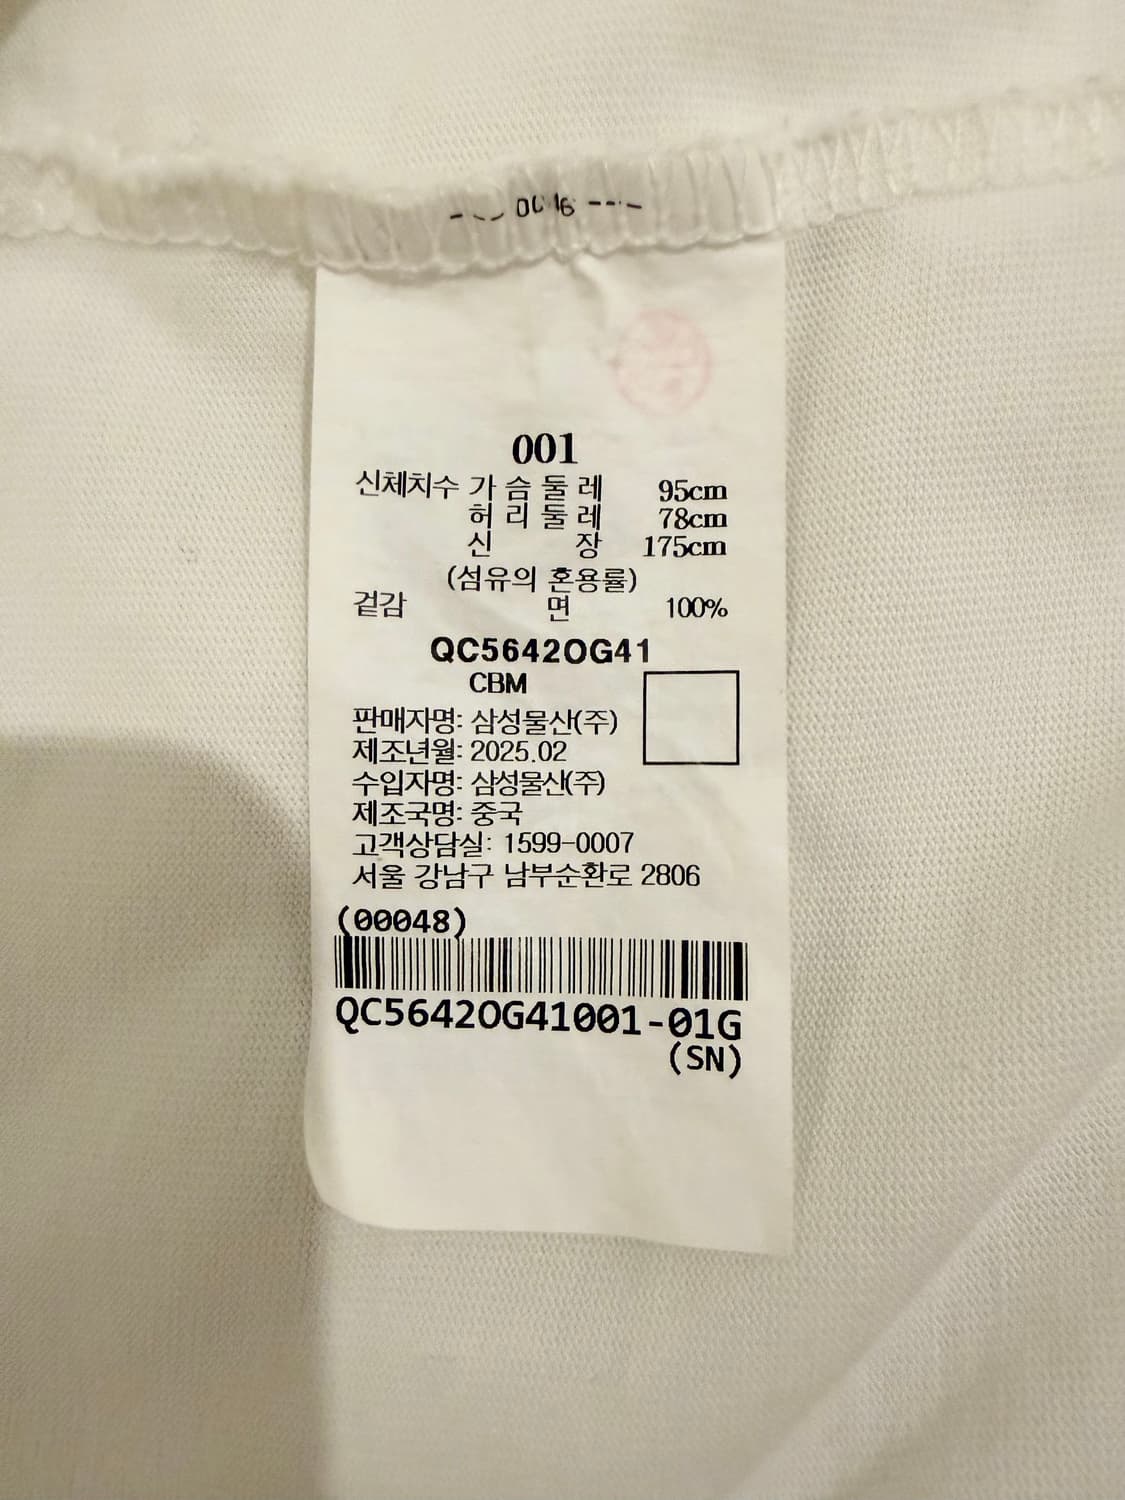 001
신체치수 가 슴 둘 레 95cm
허 리 둘 레 78cm
신 장 175cm
(섬유의 혼용률)
겉감 면 100%
QC5642OG41
CBM
판매자명: 삼성물산(주)
제조년월: 2025.02
수입자명: 삼성물산(주)
제조국명: 중국
고객상담실: 1599-0007
서울 강남구 남부순환로 2806
(00048)
QC5642OG41001-01G
(SN)